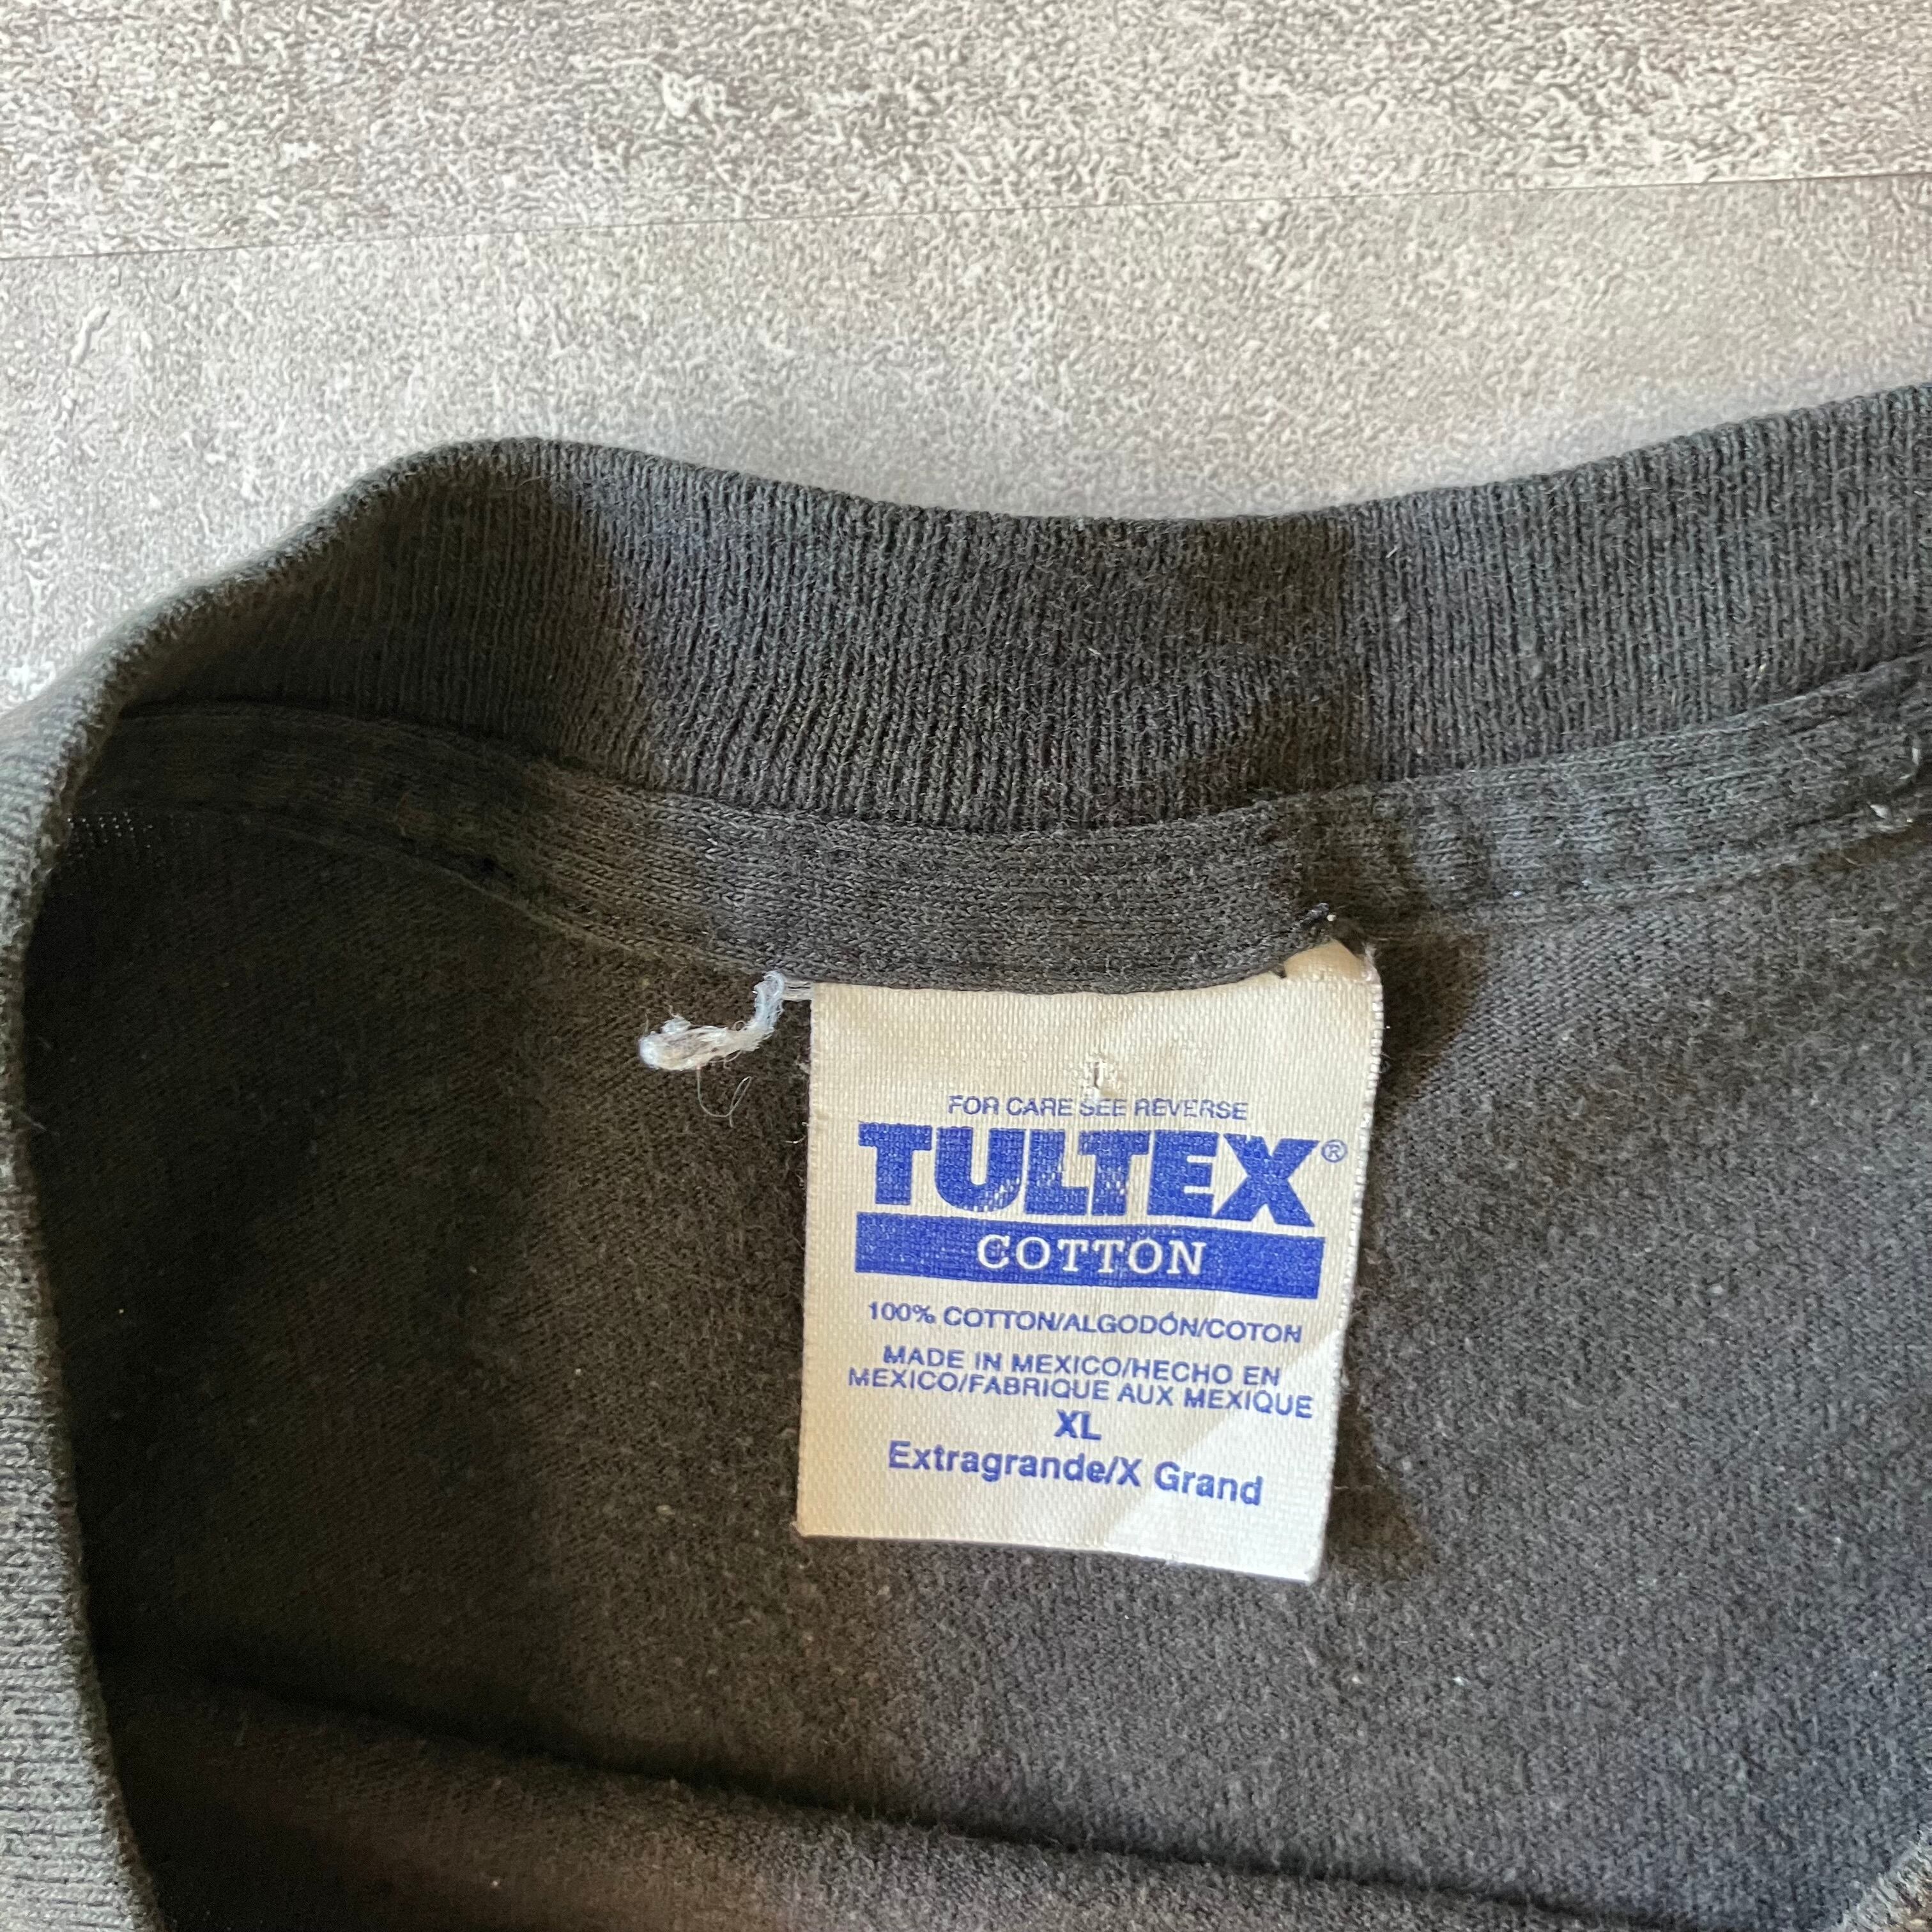 FOR CARE SEE REVERSE
TULTEX®
COTTON
100% COTTON/ALGODÓN/COTON
MADE IN MEXICO/HECHO EN
MEXICO/FABRIQUE AUX MEXIQUE
XL
Extragrande/X Grand